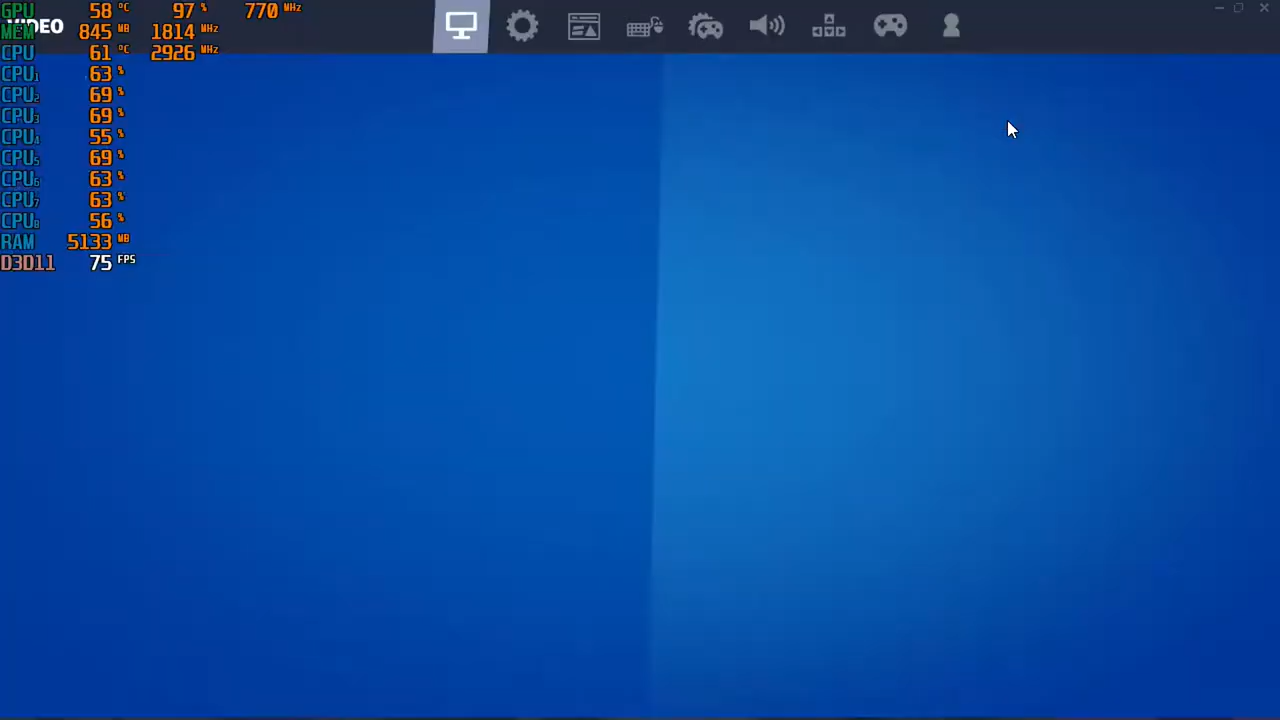 GPU 58 °C 97 % 770 MHz
VIDEO
MEM 845 MB 1814 MHz
CPU 61 °C 2926 MHz
CPU1 63 %
CPU2 69 %
CPU3 69 %
CPU4 55 %
CPU5 69 %
CPU6 63 %
CPU7 63 %
CPU8 56 %
RAM 5133 MB
D3D11 75 FPS